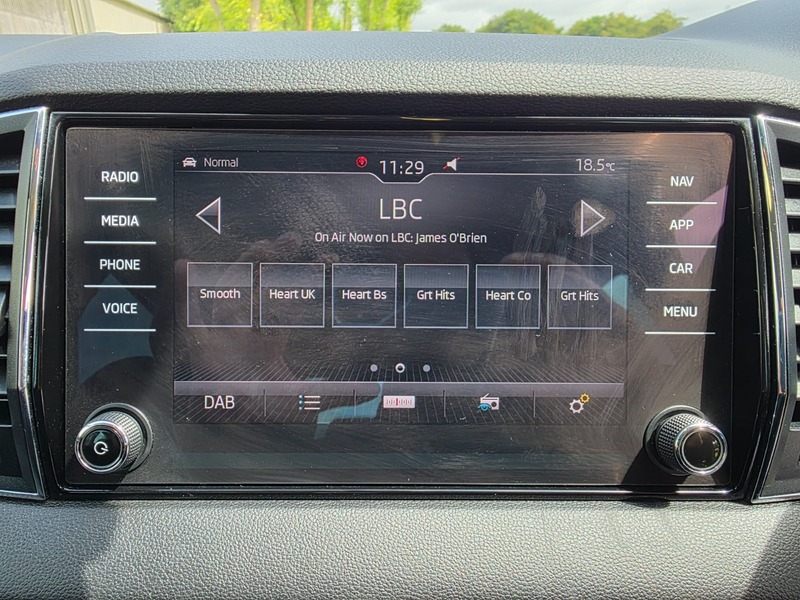 Normal
11:29
18.5°C
RADIO
MEDIA
PHONE
VOICE
LBC
On Air Now on LBC: James O'Brien
Smooth
Heart UK
Heart Bs
Grt Hits
Heart Co
Grt Hits
DAB
NAV
APP
CAR
MENU